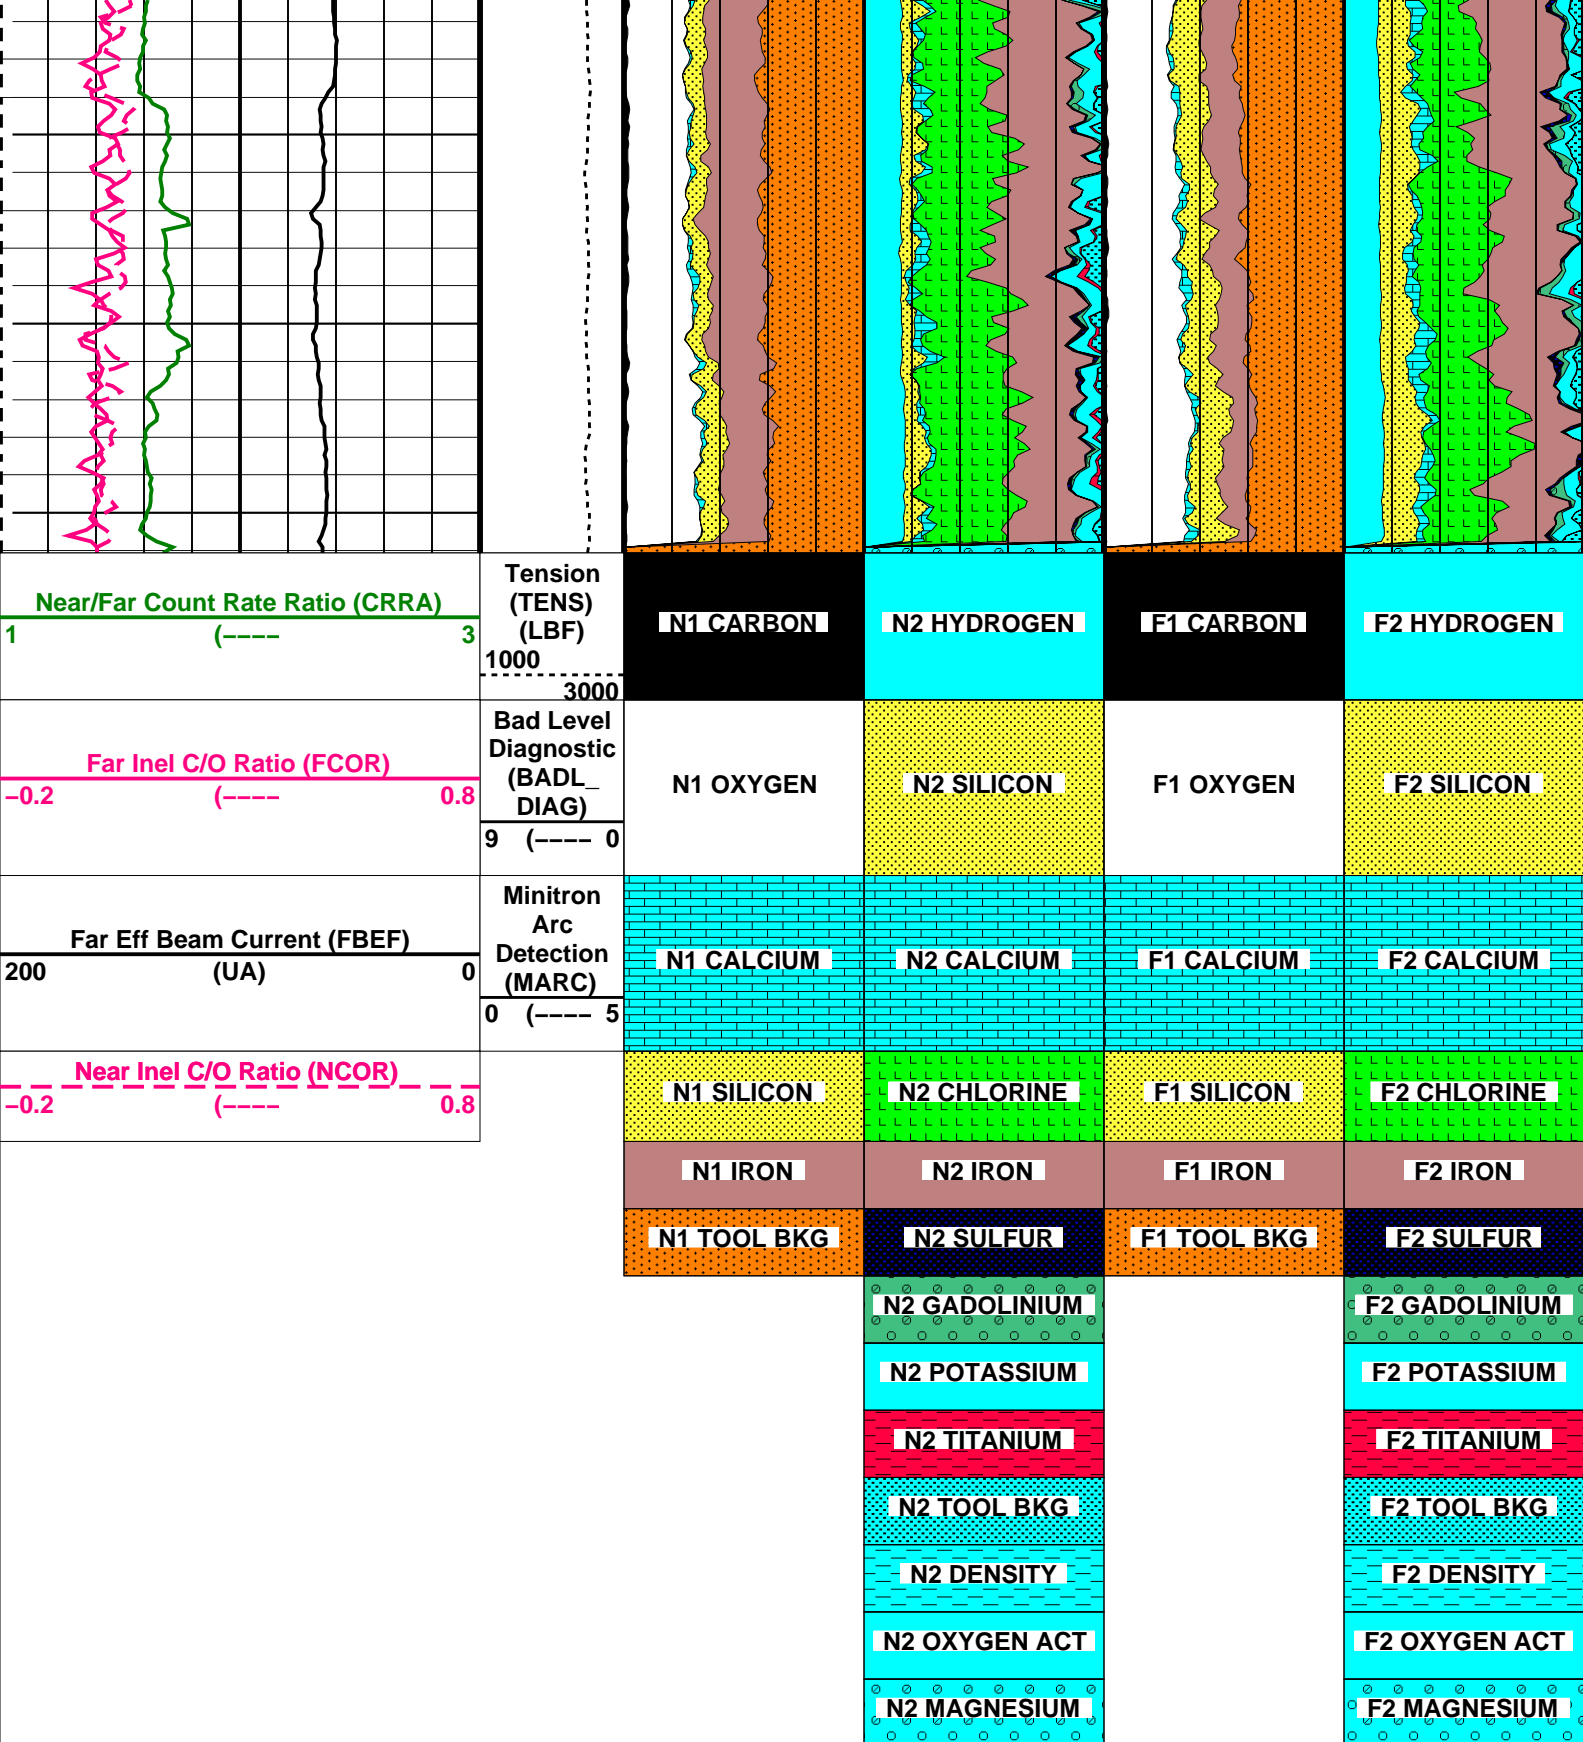 Near/Far Count Rate Ratio (CRRA)
1 (–––– 3
Tension
(TENS)
(LBF)
1000
3000
N1 CARBON
N2 HYDROGEN
F1 CARBON
F2 HYDROGEN
Far Inel C/O Ratio (FCOR)
–0.2 (–––– 0.8
Bad Level
Diagnostic
(BADL_
DIAG)
9 (–––– 0
N1 OXYGEN
N2 SILICON
F1 OXYGEN
F2 SILICON
Far Eff Beam Current (FBEF)
200 (UA) 0
Minitron
Arc
Detection
(MARC)
0 (–––– 5
N1 CALCIUM
N2 CALCIUM
F1 CALCIUM
F2 CALCIUM
Near Inel C/O Ratio (NCOR)
–0.2 (–––– 0.8
N1 SILICON
N2 CHLORINE
F1 SILICON
F2 CHLORINE
N1 IRON
N2 IRON
F1 IRON
F2 IRON
N1 TOOL BKG
N2 SULFUR
F1 TOOL BKG
F2 SULFUR
N2 GADOLINIUM
F2 GADOLINIUM
N2 POTASSIUM
F2 POTASSIUM
N2 TITANIUM
F2 TITANIUM
N2 TOOL BKG
F2 TOOL BKG
N2 DENSITY
F2 DENSITY
N2 OXYGEN ACT
F2 OXYGEN ACT
N2 MAGNESIUM
F2 MAGNESIUM